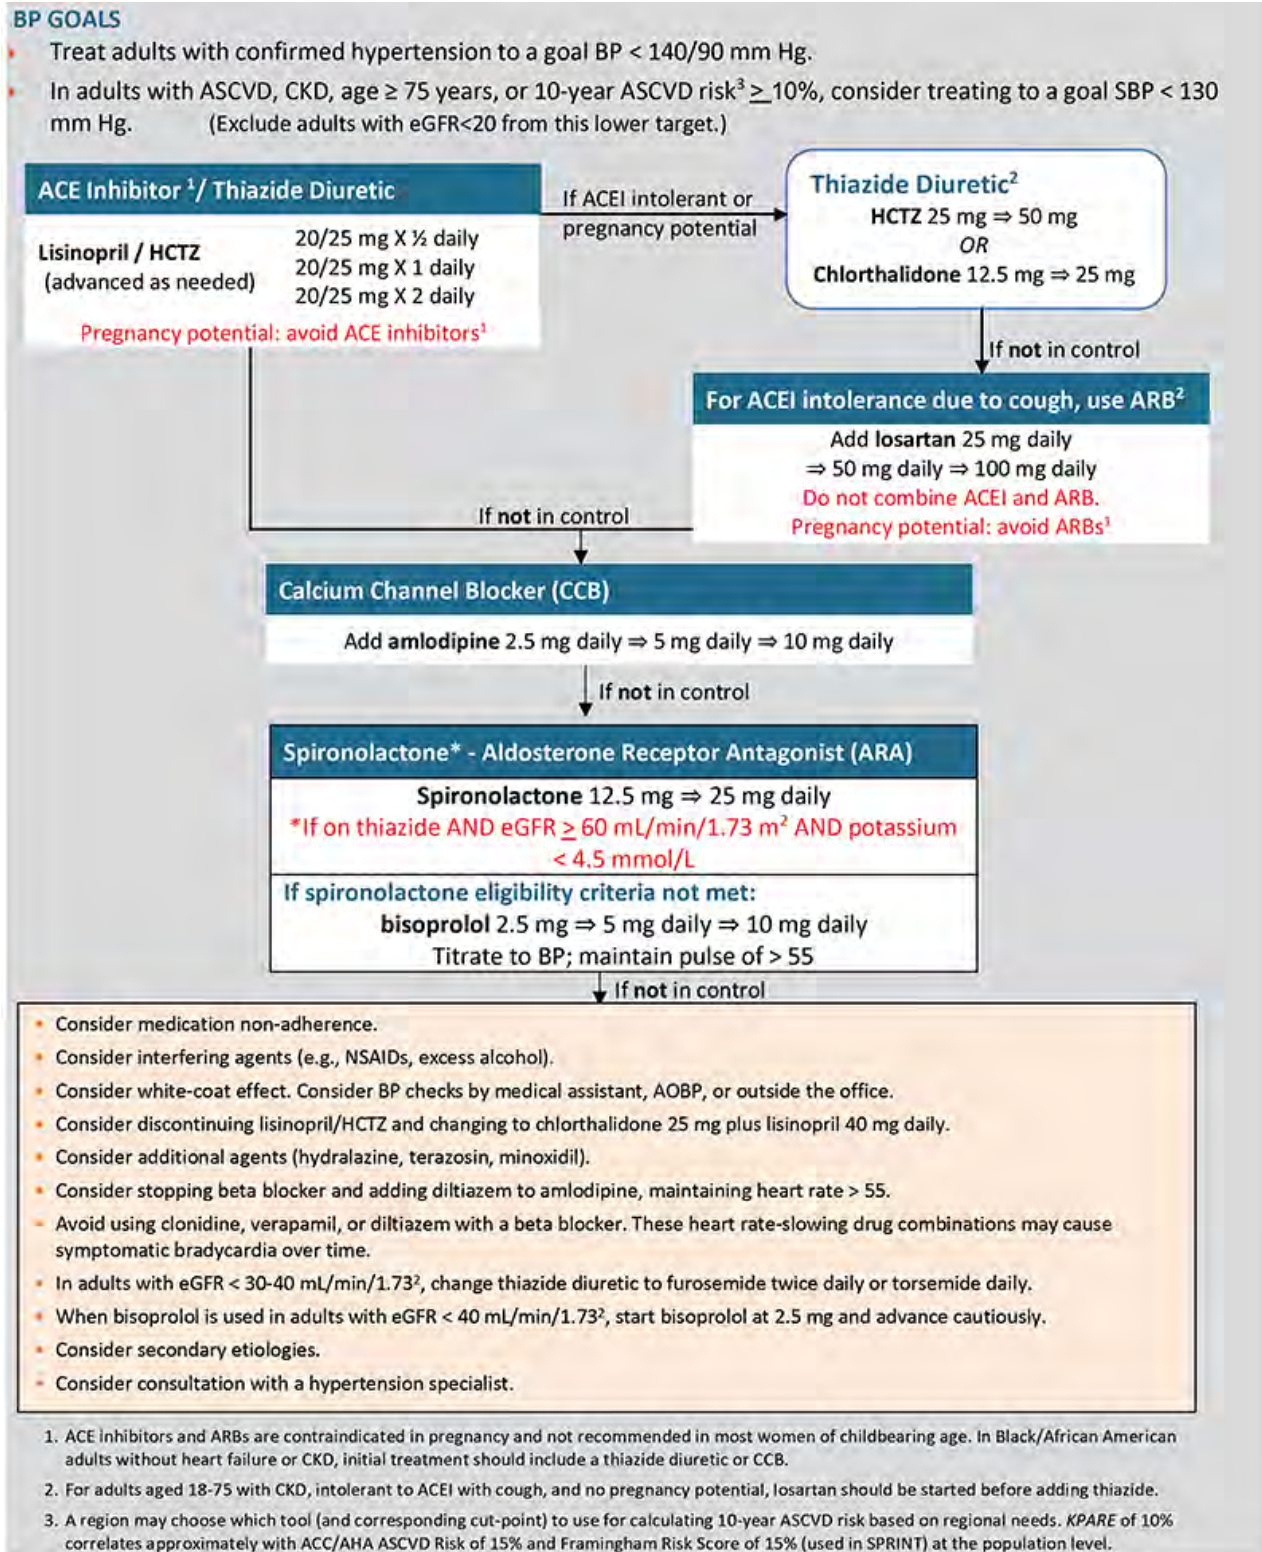 BP GOALS
• Treat adults with confirmed hypertension to a goal BP < 140/90 mm Hg.
• In adults with ASCVD, CKD, age ≥ 75 years, or 10-year ASCVD risk³ ≥ 10%, consider treating to a goal SBP < 130
mm Hg. (Exclude adults with eGFR<20 from this lower target.)
ACE Inhibitor ¹/ Thiazide Diuretic
Lisinopril / HCTZ
(advanced as needed)
20/25 mg X ½ daily
20/25 mg X 1 daily
20/25 mg X 2 daily
Pregnancy potential: avoid ACE inhibitors¹
If ACEI intolerant or
pregnancy potential
Thiazide Diuretic²
HCTZ 25 mg ⇒ 50 mg
OR
Chlorthalidone 12.5 mg ⇒ 25 mg
If not in control
For ACEI intolerance due to cough, use ARB²
Add losartan 25 mg daily
⇒ 50 mg daily ⇒ 100 mg daily
Do not combine ACEI and ARB.
Pregnancy potential: avoid ARBs¹
If not in control
Calcium Channel Blocker (CCB)
Add amlodipine 2.5 mg daily ⇒ 5 mg daily ⇒ 10 mg daily
If not in control
Spironolactone* - Aldosterone Receptor Antagonist (ARA)
Spironolactone 12.5 mg ⇒ 25 mg daily
*If on thiazide AND eGFR ≥ 60 mL/min/1.73 m² AND potassium
< 4.5 mmol/L
If spironolactone eligibility criteria not met:
bisoprolol 2.5 mg ⇒ 5 mg daily ⇒ 10 mg daily
Titrate to BP; maintain pulse of > 55
If not in control
• Consider medication non-adherence.
• Consider interfering agents (e.g., NSAIDs, excess alcohol).
• Consider white-coat effect. Consider BP checks by medical assistant, AOBP, or outside the office.
• Consider discontinuing lisinopril/HCTZ and changing to chlorthalidone 25 mg plus lisinopril 40 mg daily.
• Consider additional agents (hydralazine, terazosin, minoxidil).
• Consider stopping beta blocker and adding diltiazem to amlodipine, maintaining heart rate > 55.
• Avoid using clonidine, verapamil, or diltiazem with a beta blocker. These heart rate-slowing drug combinations may cause
symptomatic bradycardia over time.
• In adults with eGFR < 30-40 mL/min/1.73², change thiazide diuretic to furosemide twice daily or torsemide daily.
• When bisoprolol is used in adults with eGFR < 40 mL/min/1.73², start bisoprolol at 2.5 mg and advance cautiously.
• Consider secondary etiologies.
• Consider consultation with a hypertension specialist.
1. ACE inhibitors and ARBs are contraindicated in pregnancy and not recommended in most women of childbearing age. In Black/African American
adults without heart failure or CKD, initial treatment should include a thiazide diuretic or CCB.
2. For adults aged 18-75 with CKD, intolerant to ACEI with cough, and no pregnancy potential, losartan should be started before adding thiazide.
3. A region may choose which tool (and corresponding cut-point) to use for calculating 10-year ASCVD risk based on regional needs. KPARE of 10%
correlates approximately with ACC/AHA ASCVD Risk of 15% and Framingham Risk Score of 15% (used in SPRINT) at the population level.